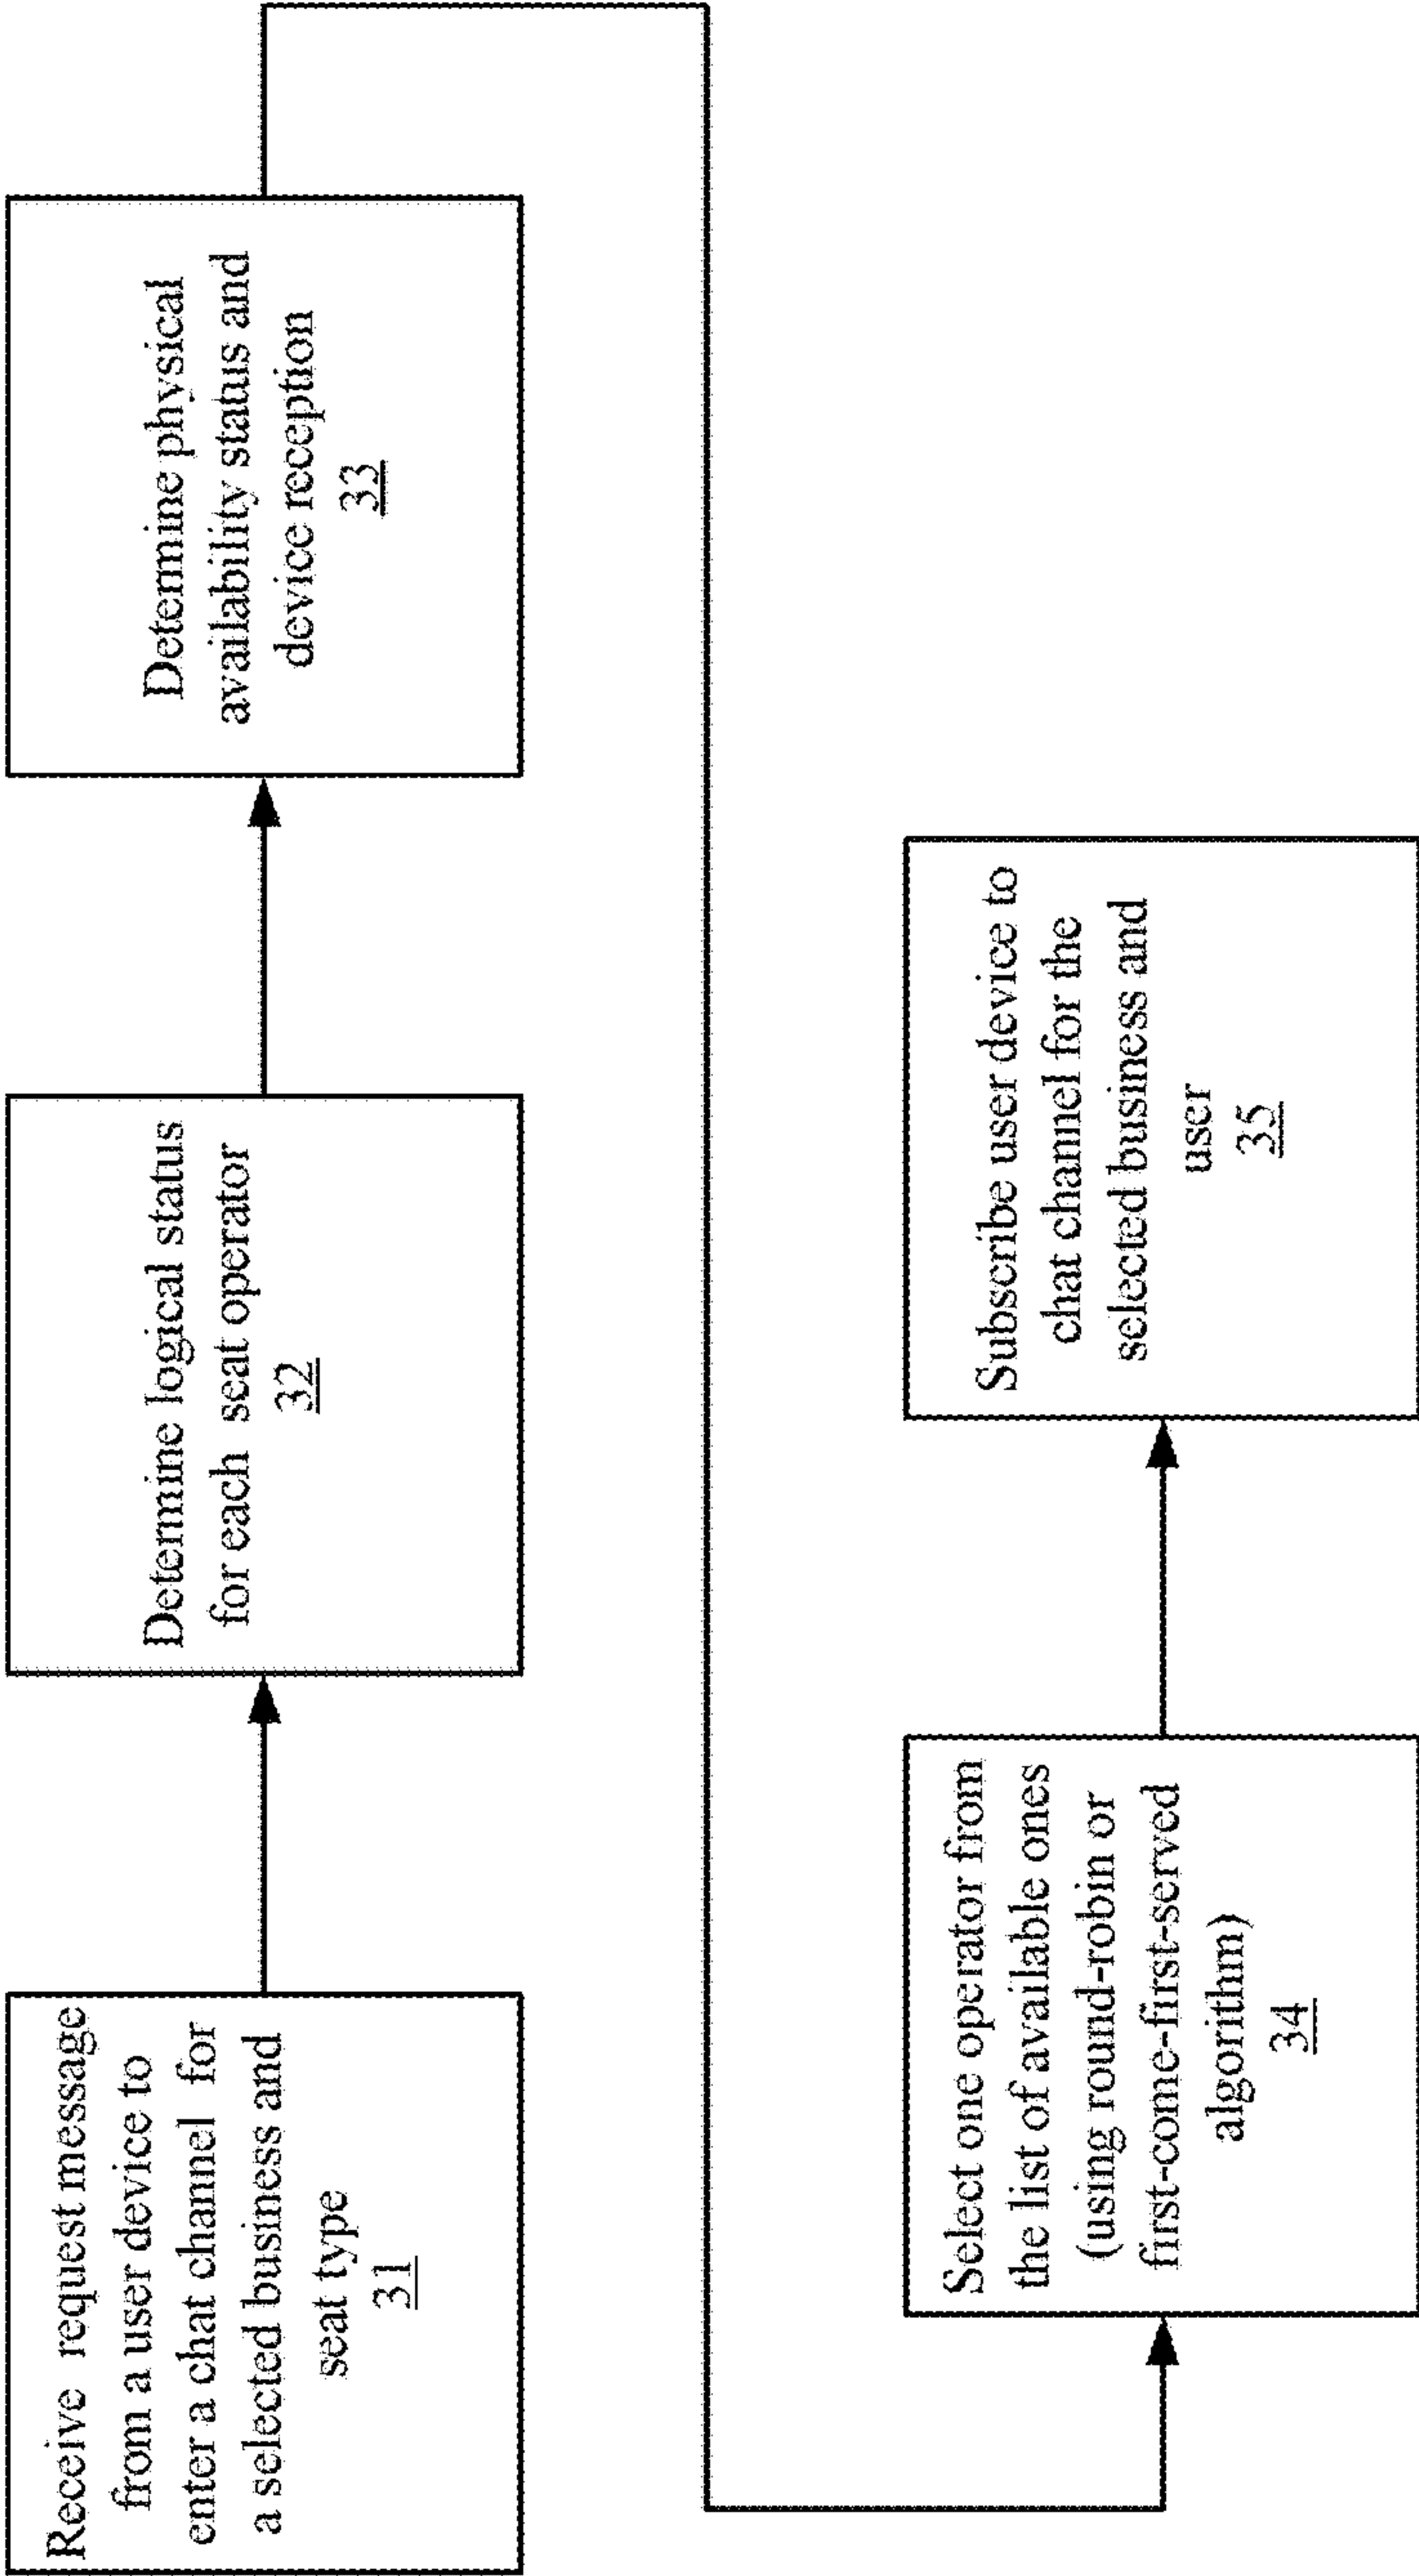 Receive request message
from a user device to
enter a chat channel for
a selected business and
seat type
31
Determine logical status
for each seat operator
32
Determine physical
availability status and
device reception
33
Select one operator from
the list of available ones
(using round-robin or
first-come-first-served
algorithm)
34
Subscribe user device to
chat channel for the
selected business and
user
35